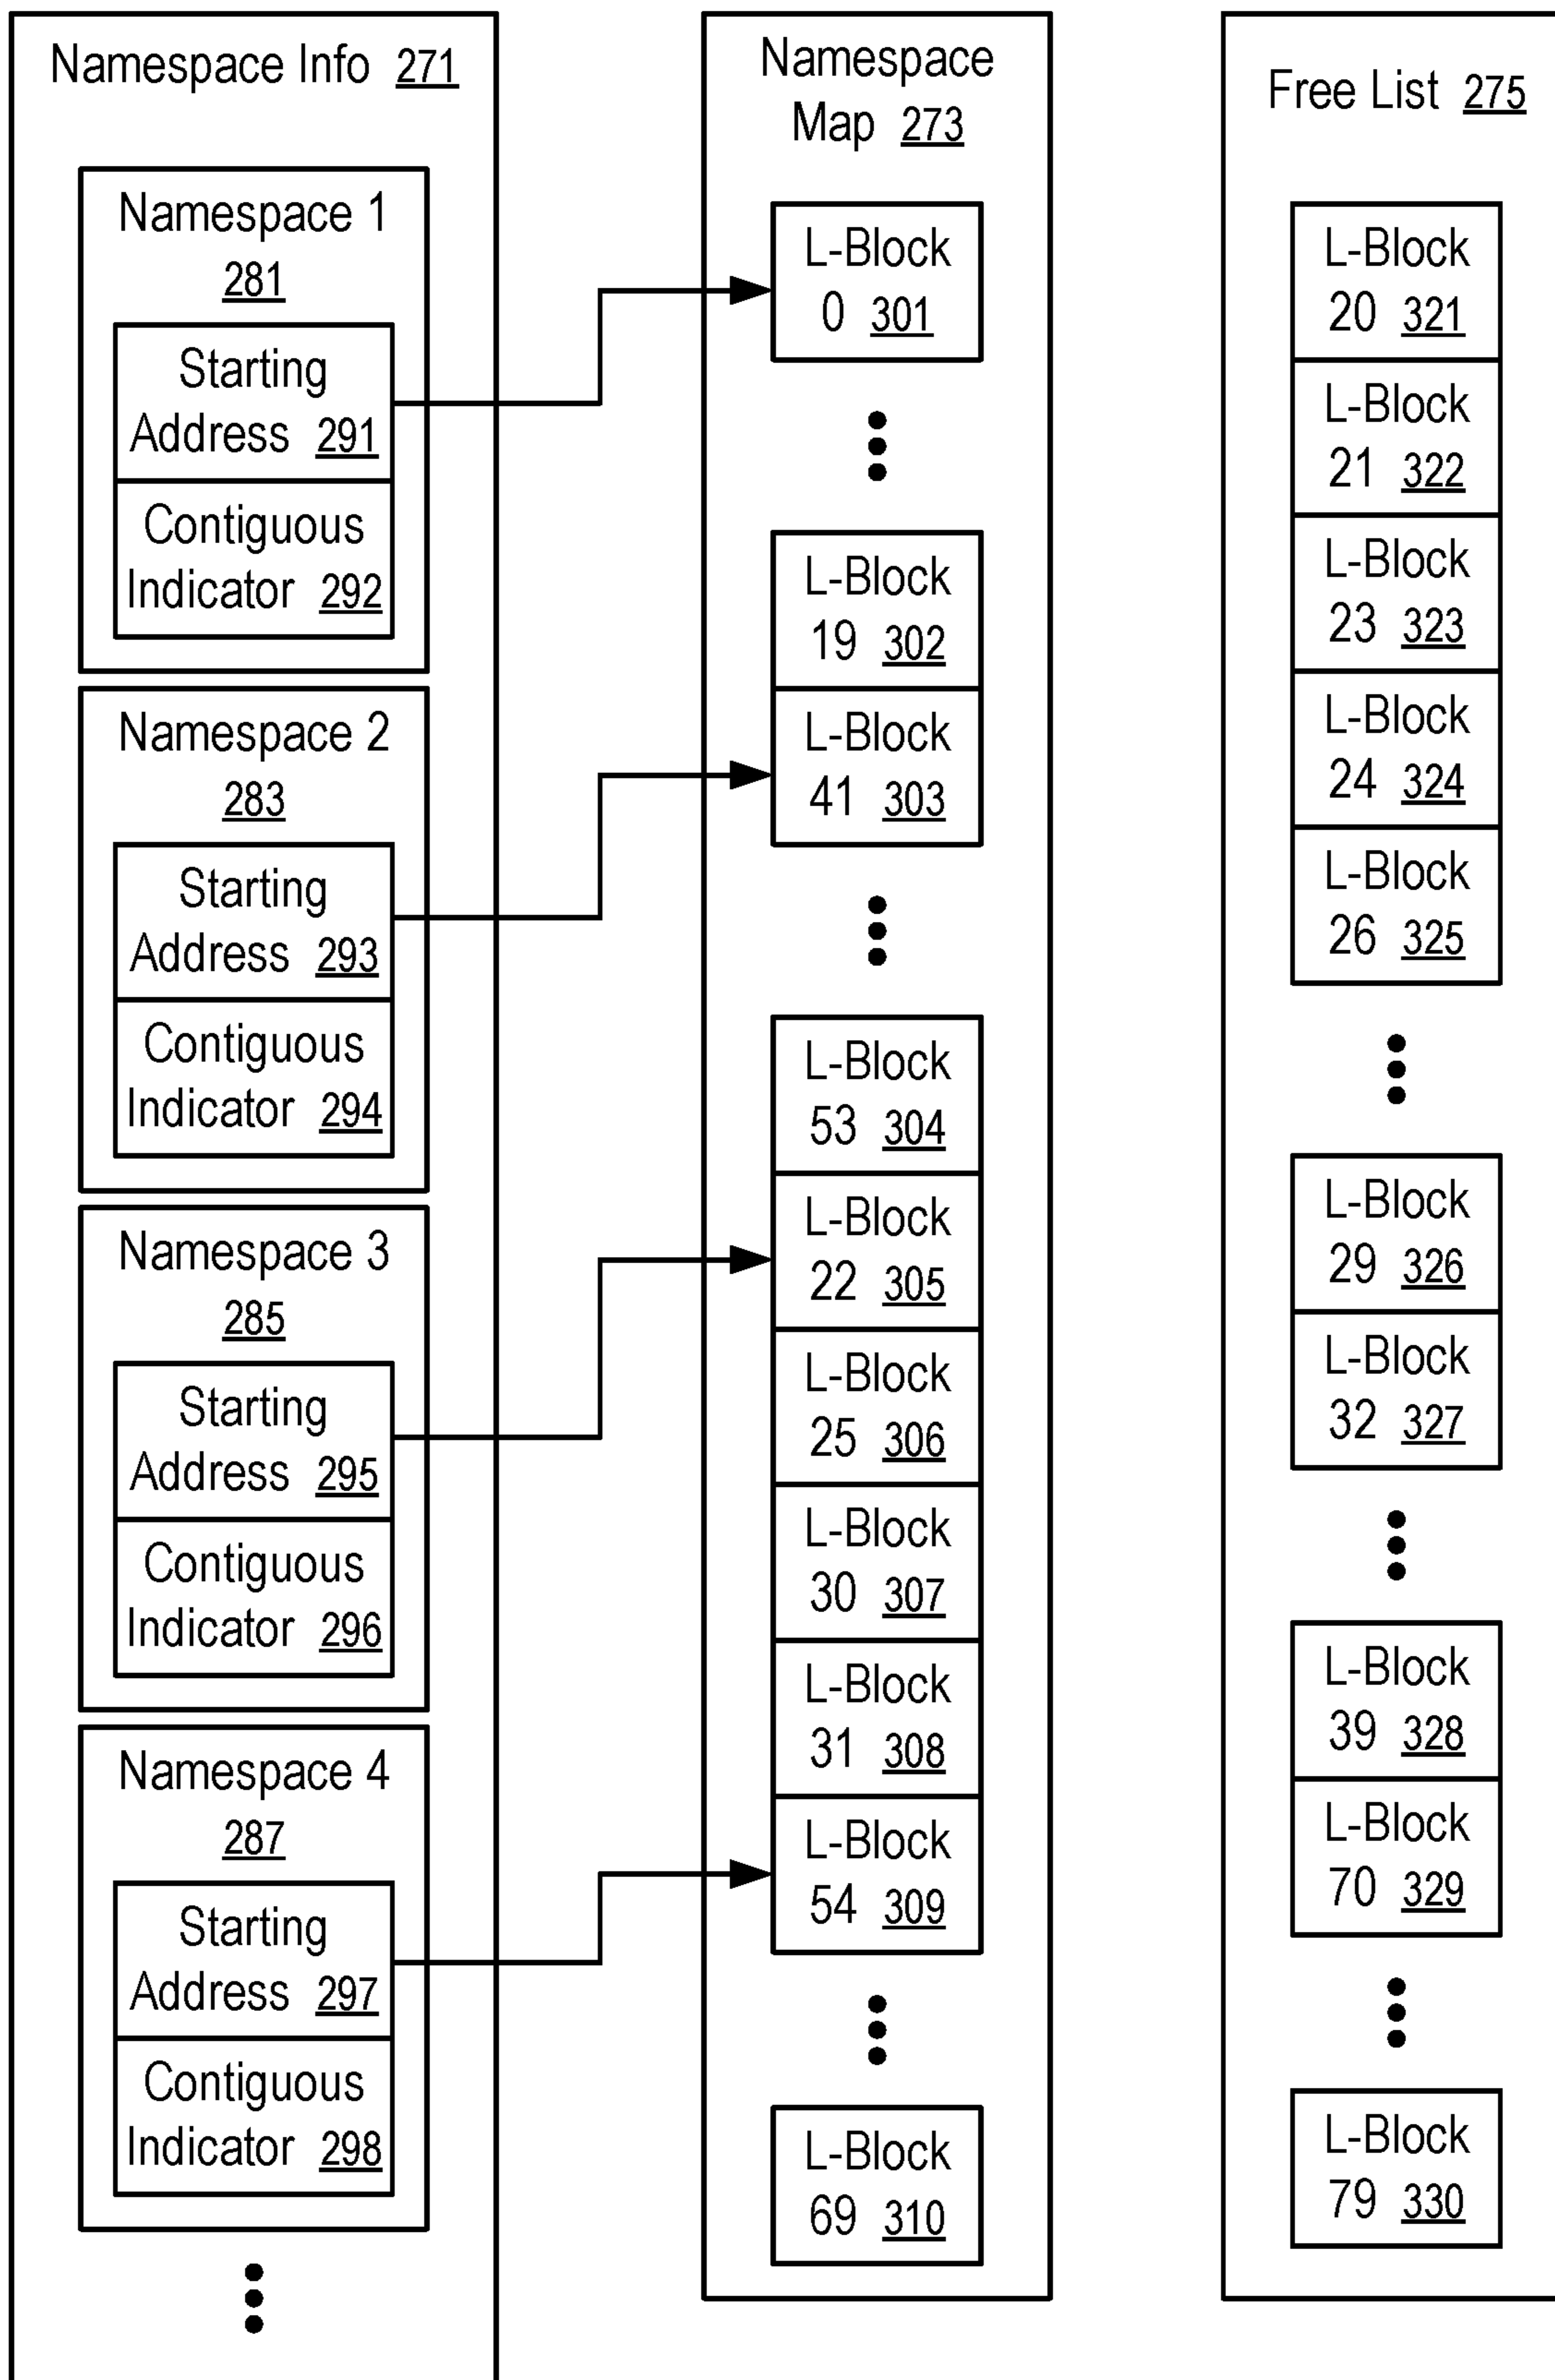 Namespace Info 271
Namespace 1
281
Starting
Address 291
Contiguous
Indicator 292
Namespace 2
283
Starting
Address 293
Contiguous
Indicator 294
Namespace 3
285
Starting
Address 295
Contiguous
Indicator 296
Namespace 4
287
Starting
Address 297
Contiguous
Indicator 298
Namespace
Map 273
L-Block
0 301
L-Block
19 302
L-Block
41 303
L-Block
53 304
L-Block
22 305
L-Block
25 306
L-Block
30 307
L-Block
31 308
L-Block
54 309
L-Block
69 310
Free List 275
L-Block
20 321
L-Block
21 322
L-Block
23 323
L-Block
24 324
L-Block
26 325
L-Block
29 326
L-Block
32 327
L-Block
39 328
L-Block
70 329
L-Block
79 330